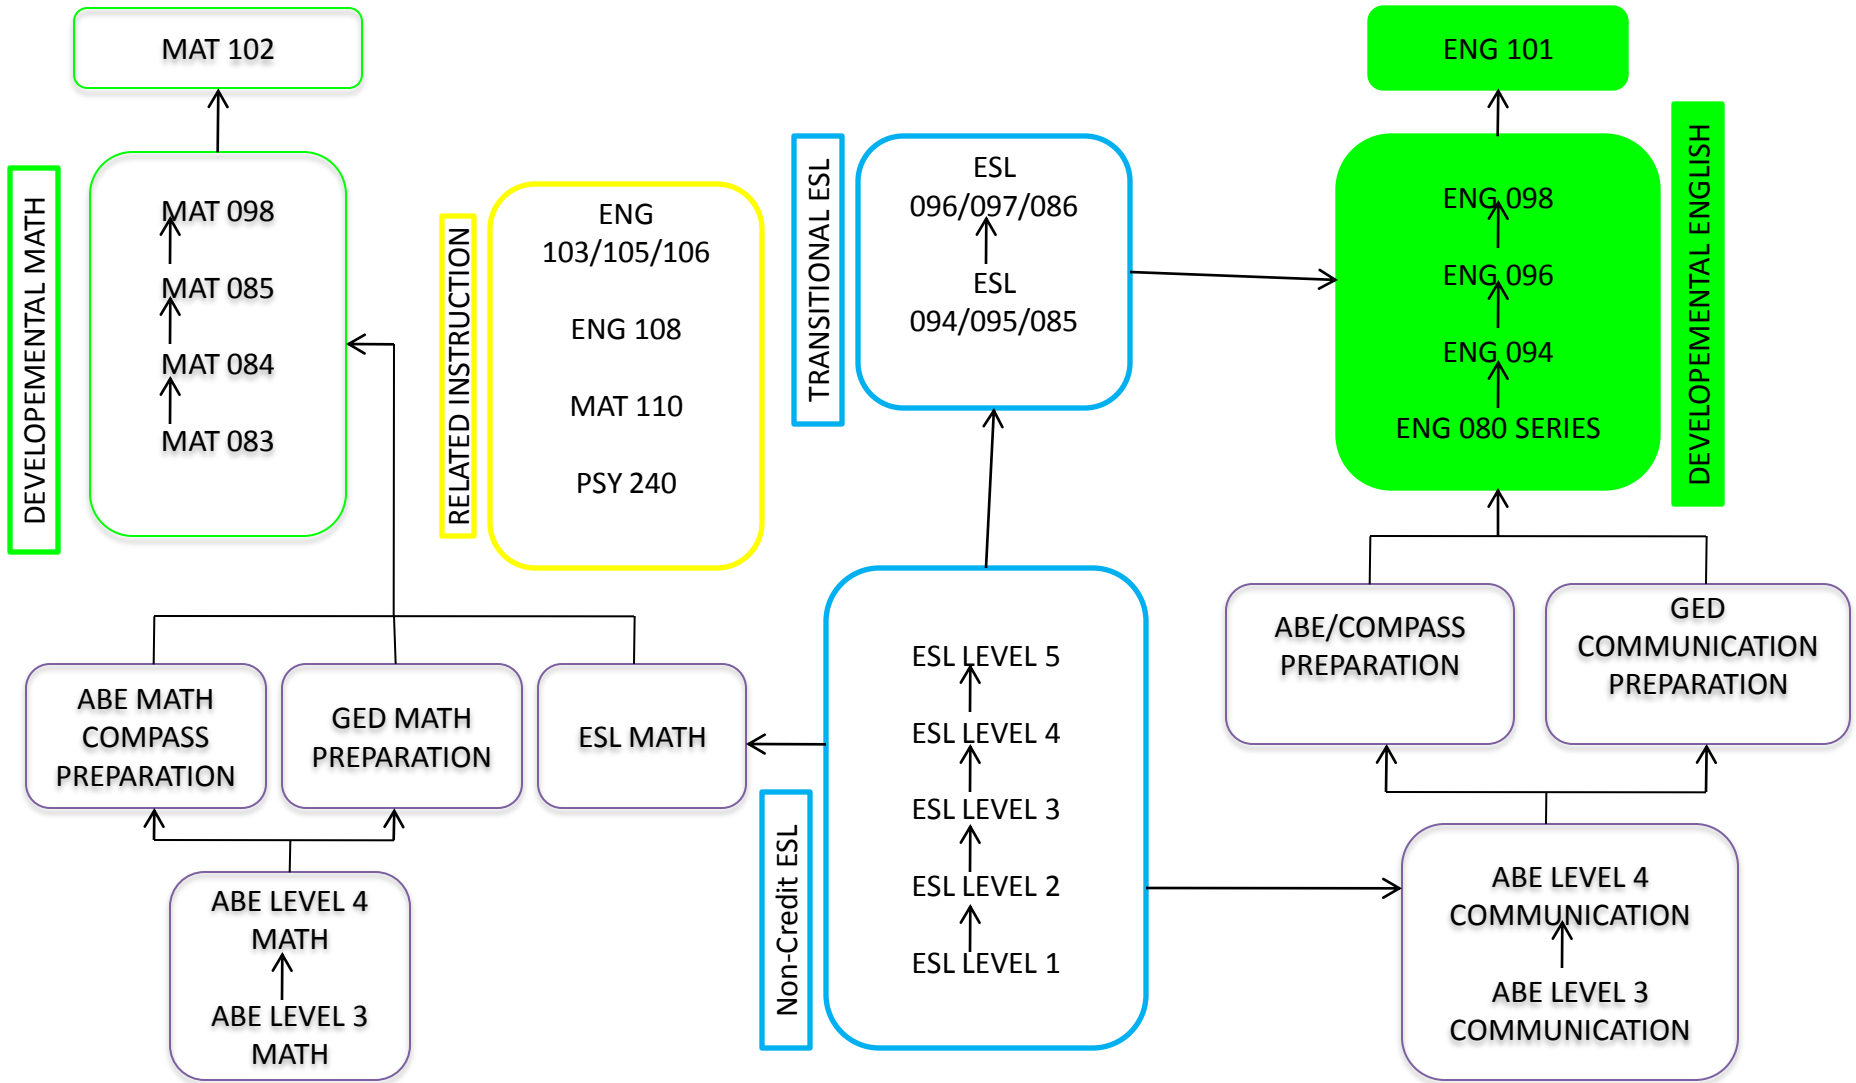 MAT 102
DEVELOPEMENTAL MATH
MAT 098
MAT 085
MAT 084
MAT 083
RELATED INSTRUCTION
ENG
103/105/106
ENG 108
MAT 110
PSY 240
TRANSITIONAL ESL
ESL
096/097/086
ESL
094/095/085
ENG 101
ENG 098
ENG 096
ENG 094
ENG 080 SERIES
DEVELOPEMENTAL ENGLISH
ABE MATH
COMPASS
PREPARATION
GED MATH
PREPARATION
ESL MATH
ABE LEVEL 4
MATH
ABE LEVEL 3
MATH
Non-Credit ESL
ESL LEVEL 5
ESL LEVEL 4
ESL LEVEL 3
ESL LEVEL 2
ESL LEVEL 1
ABE/COMPASS
PREPARATION
GED
COMMUNICATION
PREPARATION
ABE LEVEL 4
COMMUNICATION
ABE LEVEL 3
COMMUNICATION